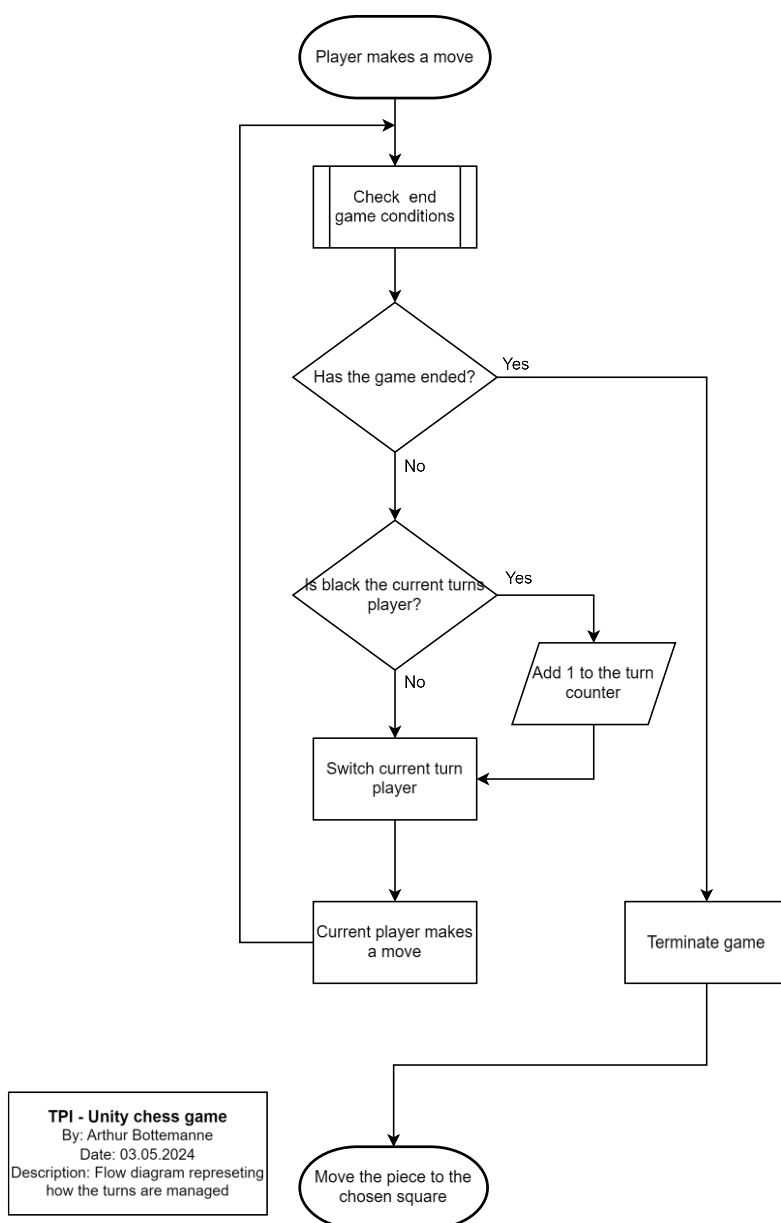 Player makes a move
Check end
game conditions
Has the game ended?
Yes
No
Is black the current turns
player?
Yes
Add 1 to the turn
counter
No
Switch current turn
player
Current player makes
a move
Terminate game
TPI - Unity chess game
By: Arthur Bottemanne
Date: 03.05.2024
Description: Flow diagram represeting
how the turns are managed
Move the piece to the
chosen square